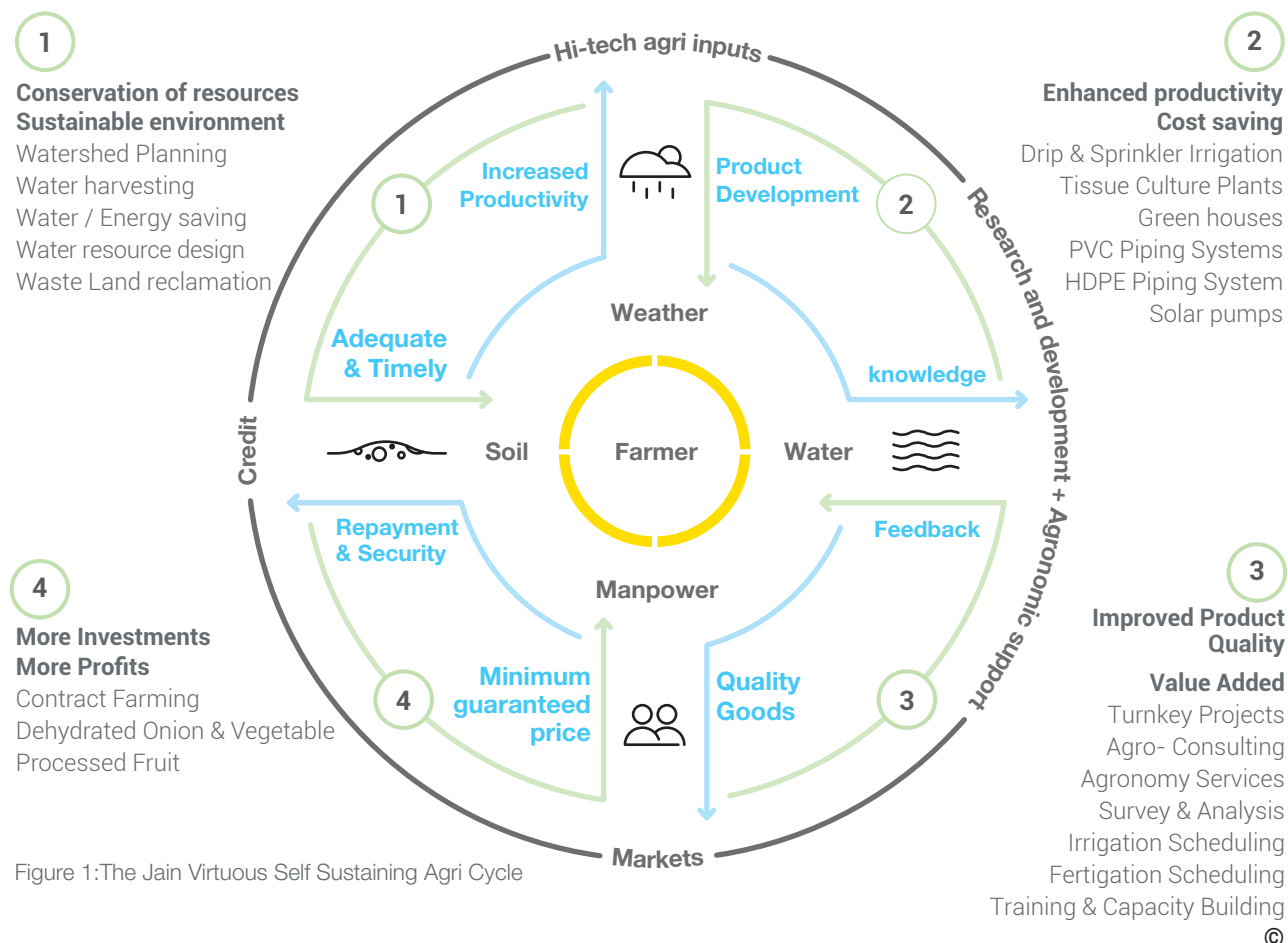 1
Conservation of resources
Sustainable environment
Watershed Planning
Water harvesting
Water / Energy saving
Water resource design
Waste Land reclamation
2
Enhanced productivity
Cost saving
Drip & Sprinkler Irrigation
Tissue Culture Plants
Green houses
PVC Piping Systems
HDPE Piping System
Solar pumps
Hi-tech agri inputs
Research and development + Agronomic support
Markets
Credit
1
Increased
Productivity
Product
Development
2
Weather
Adequate
& Timely
knowledge
Soil
Farmer
Water
Repayment
& Security
Feedback
Manpower
4
Minimum
guaranteed
price
Quality
Goods
3
4
More Investments
More Profits
Contract Farming
Dehydrated Onion & Vegetable
Processed Fruit
3
Improved Product
Quality
Value Added
Turnkey Projects
Agro- Consulting
Agronomy Services
Survey & Analysis
Irrigation Scheduling
Fertigation Scheduling
Training & Capacity Building
©
Figure 1:The Jain Virtuous Self Sustaining Agri Cycle